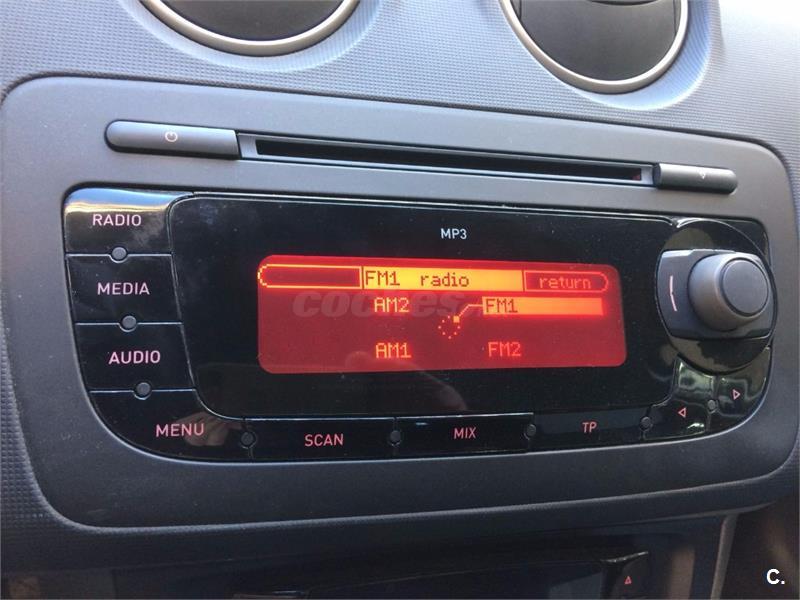 RADIO
MP3
MEDIA
FM1 radio return
AM2 FM1
AUDIO
AM1 FM2
MENU
SCAN
MIX
TP
coches
C.